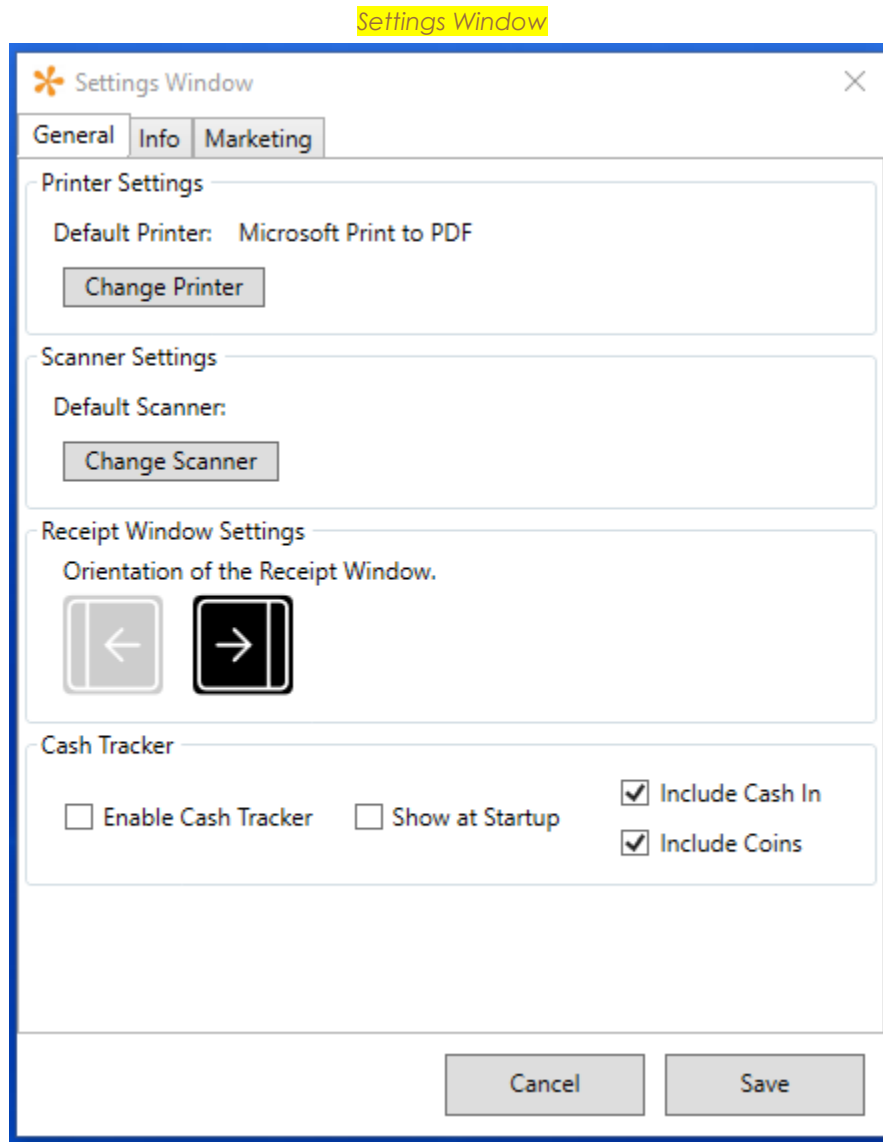 Settings Window
Settings Window
General Info Marketing
Printer Settings
Default Printer: Microsoft Print to PDF
Change Printer
Scanner Settings
Default Scanner:
Change Scanner
Receipt Window Settings
Orientation of the Receipt Window.
Cash Tracker
Enable Cash Tracker Show at Startup Include Cash In
Include Coins
Cancel Save